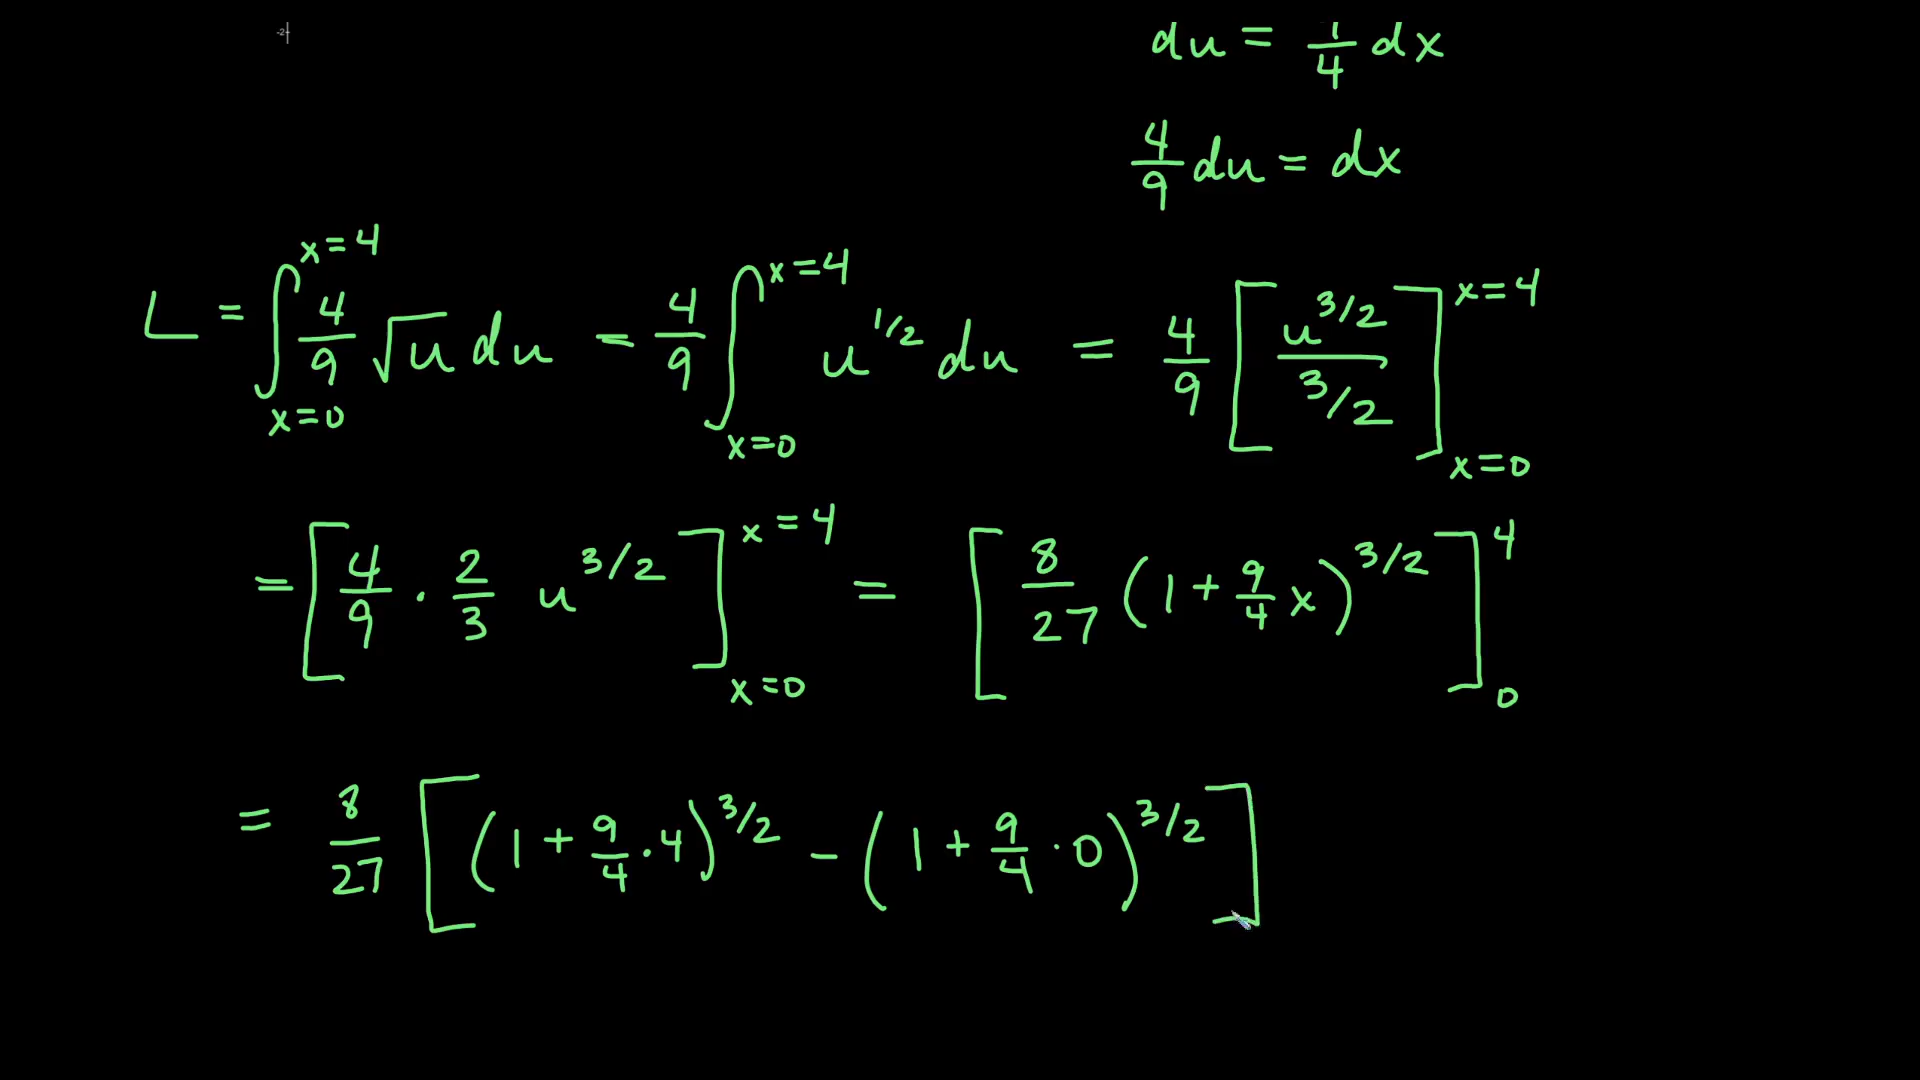 du = 1/4 dx
4/9 du = dx
L = ∫_{x=0}^{x=4} 4/9 √u du = 4/9 ∫_{x=0}^{x=4} u^{1/2} du = 4/9 [u^{3/2} / 3/2]_{x=0}^{x=4}
= [4/9 · 2/3 u^{3/2}]_{x=0}^{x=4} = [8/27 (1 + 9/4 x)^{3/2}]_0^4
= 8/27 [(1 + 9/4 · 4)^{3/2} − (1 + 9/4 · 0)^{3/2}]